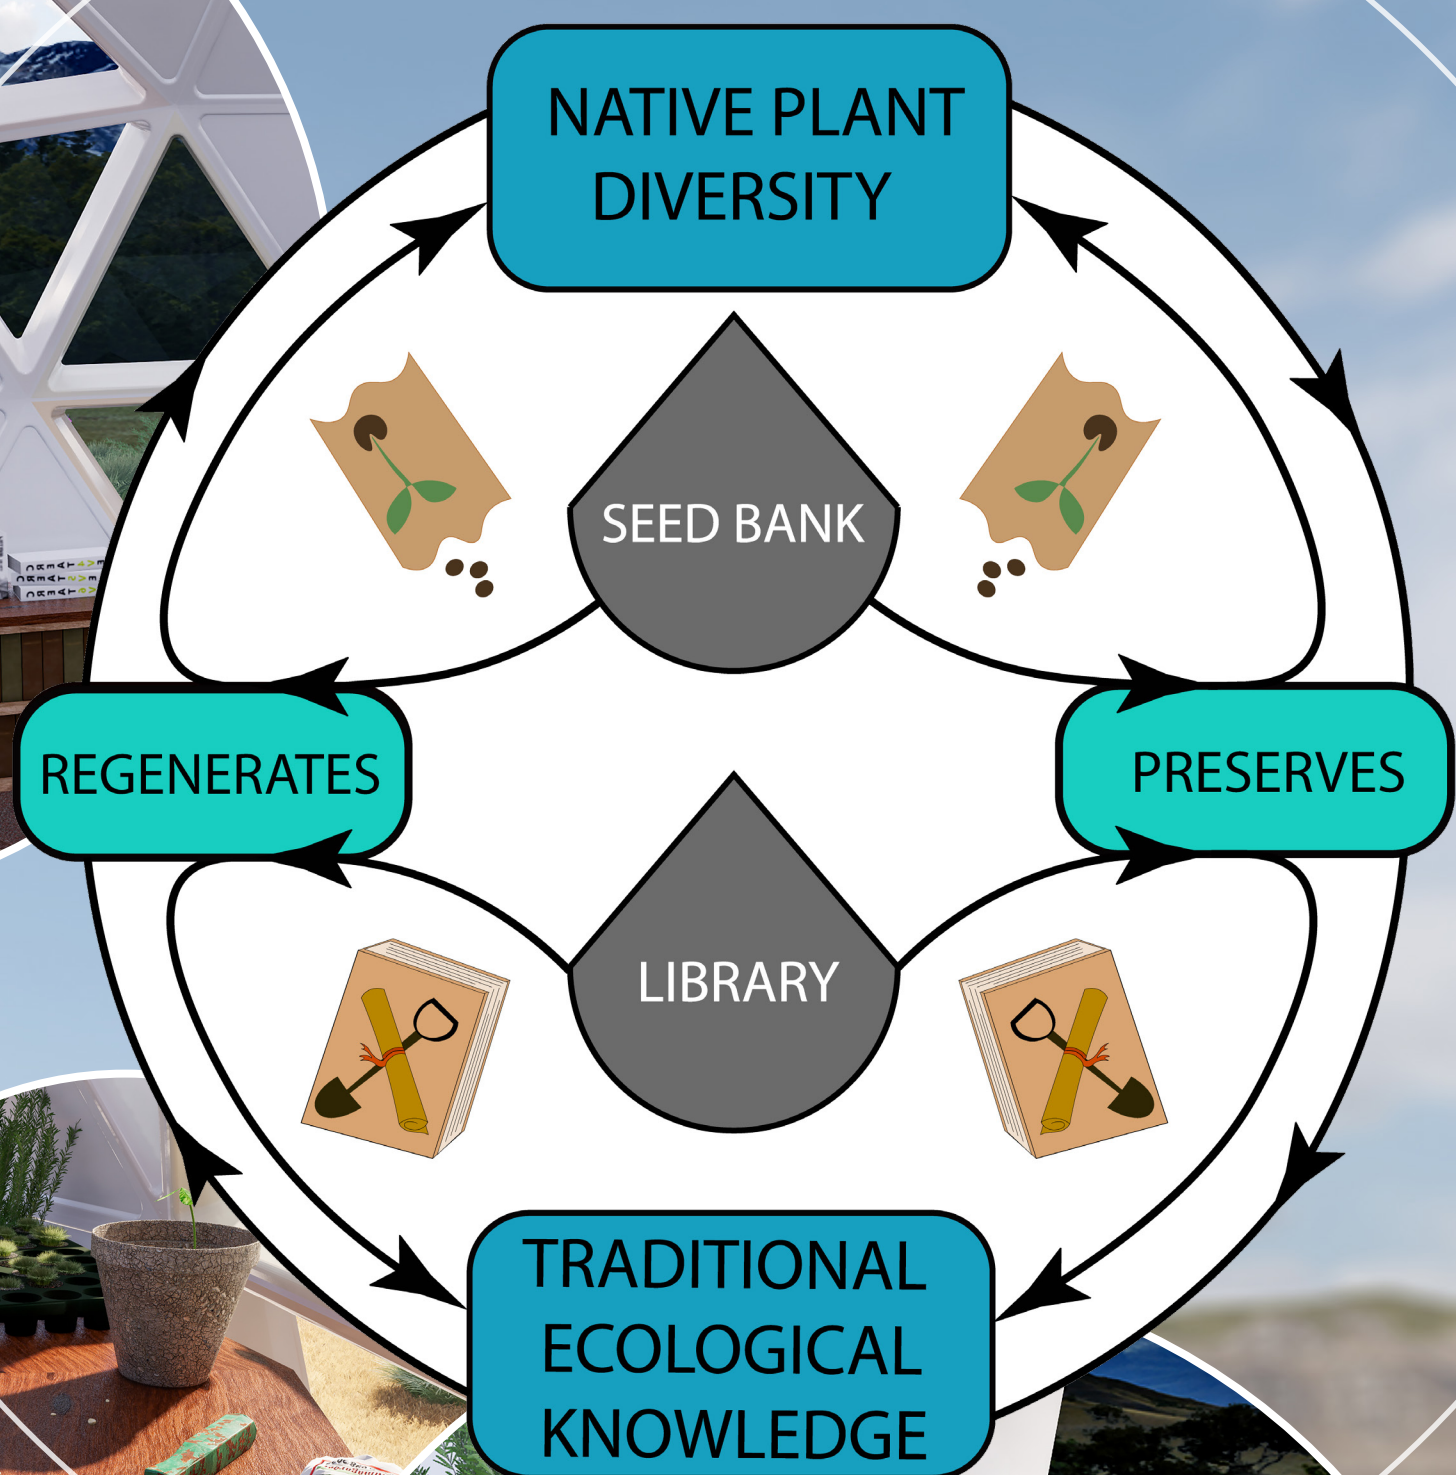 NATIVE PLANT
DIVERSITY
SEED BANK
REGENERATES
PRESERVES
LIBRARY
TRADITIONAL
ECOLOGICAL
KNOWLEDGE